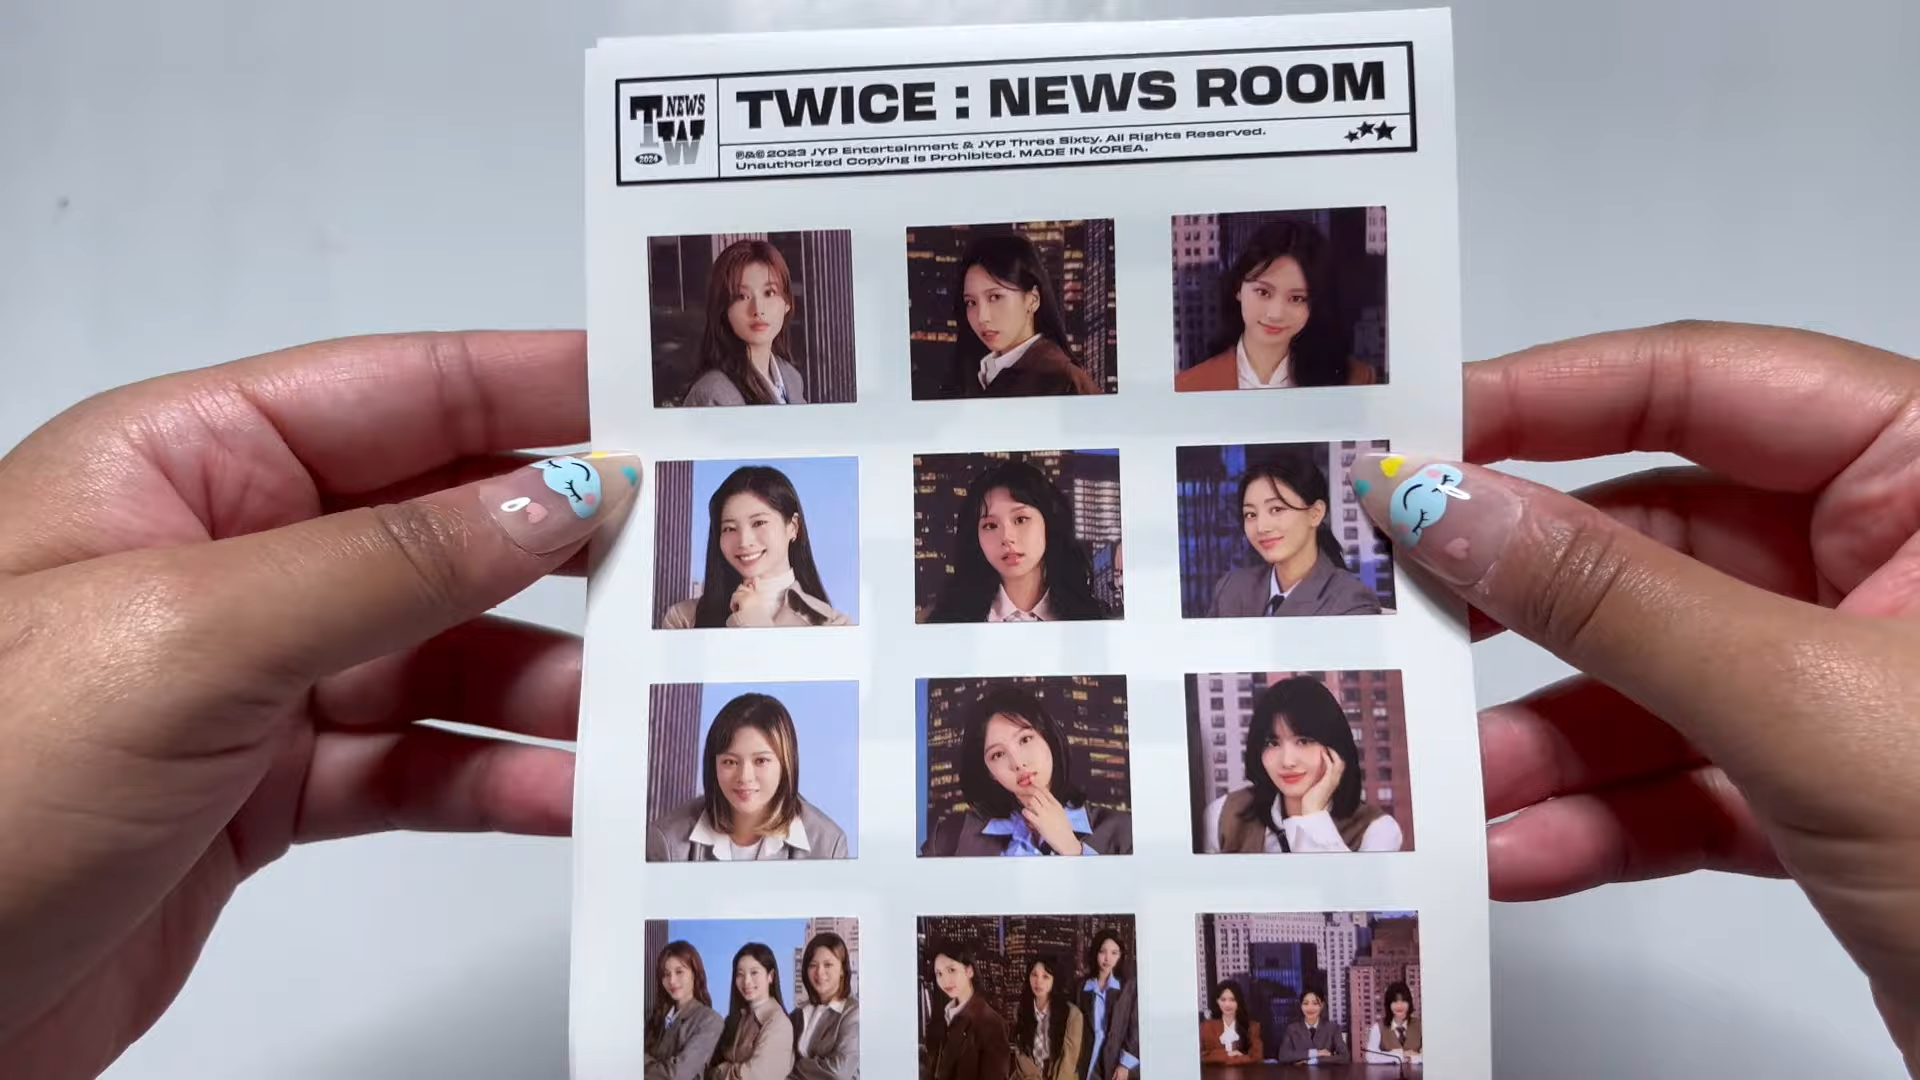 NEWS
TW
2024
TWICE : NEWS ROOM
℗&© 2023 JYP Entertainment & JYP Three Sixty. All Rights Reserved.
Unauthorized Copying is Prohibited. MADE IN KOREA.